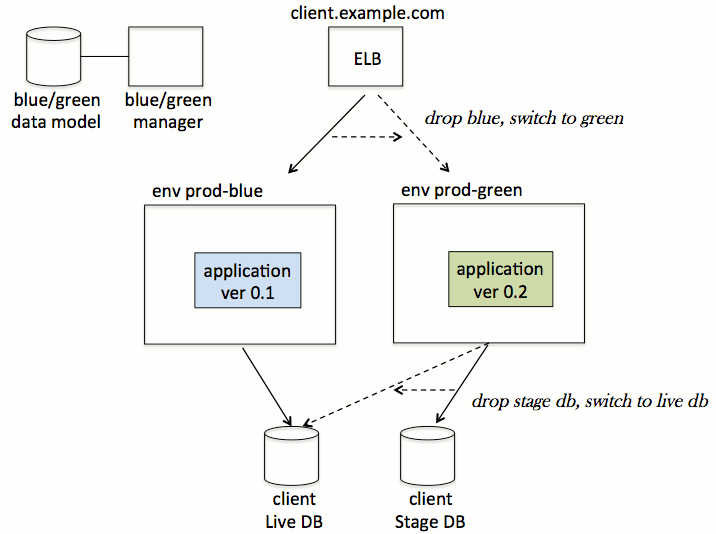 client.example.com
ELB
blue/green
data model
blue/green
manager
drop blue, switch to green
env prod-blue
env prod-green
application
ver 0.1
application
ver 0.2
drop stage db, switch to live db
client
Live DB
client
Stage DB